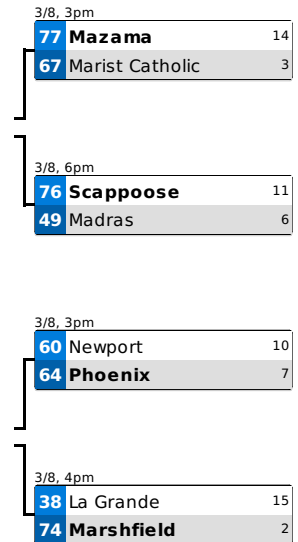 3/8, 3pm
77 Mazama 14
67 Marist Catholic 3
3/8, 6pm
76 Scappoose 11
49 Madras 6
3/8, 3pm
60 Newport 10
64 Phoenix 7
3/8, 4pm
38 La Grande 15
74 Marshfield 2